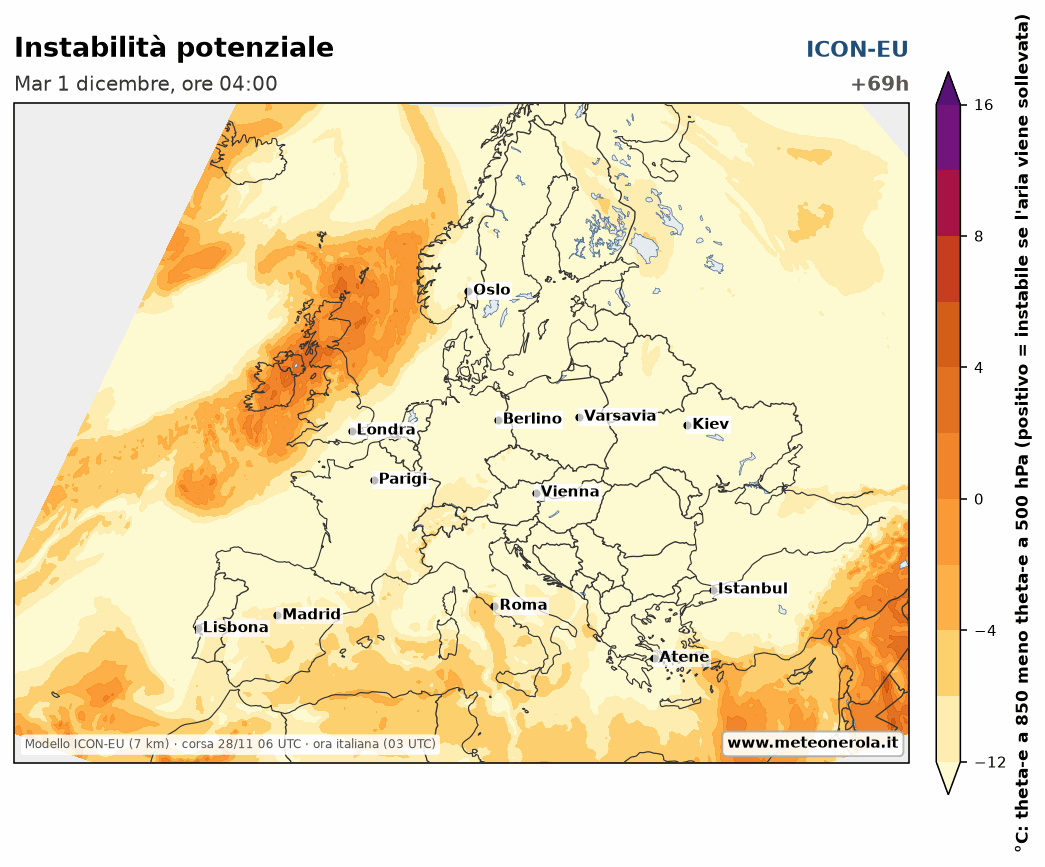 Instabilità potenziale
ICON-EU
Mar 1 dicembre, ore 04:00
+69h
Oslo
Berlino
Varsavia
Kiev
Londra
Parigi
Vienna
Istanbul
Roma
Madrid
Lisbona
Atene
Modello ICON-EU (7 km) · corsa 28/11 06 UTC · ora italiana (03 UTC)
www.meteonerola.it
16
8
4
0
−4
−12
°C: theta-e a 850 meno theta-e a 500 hPa (positivo = instabile se l'aria viene sollevata)